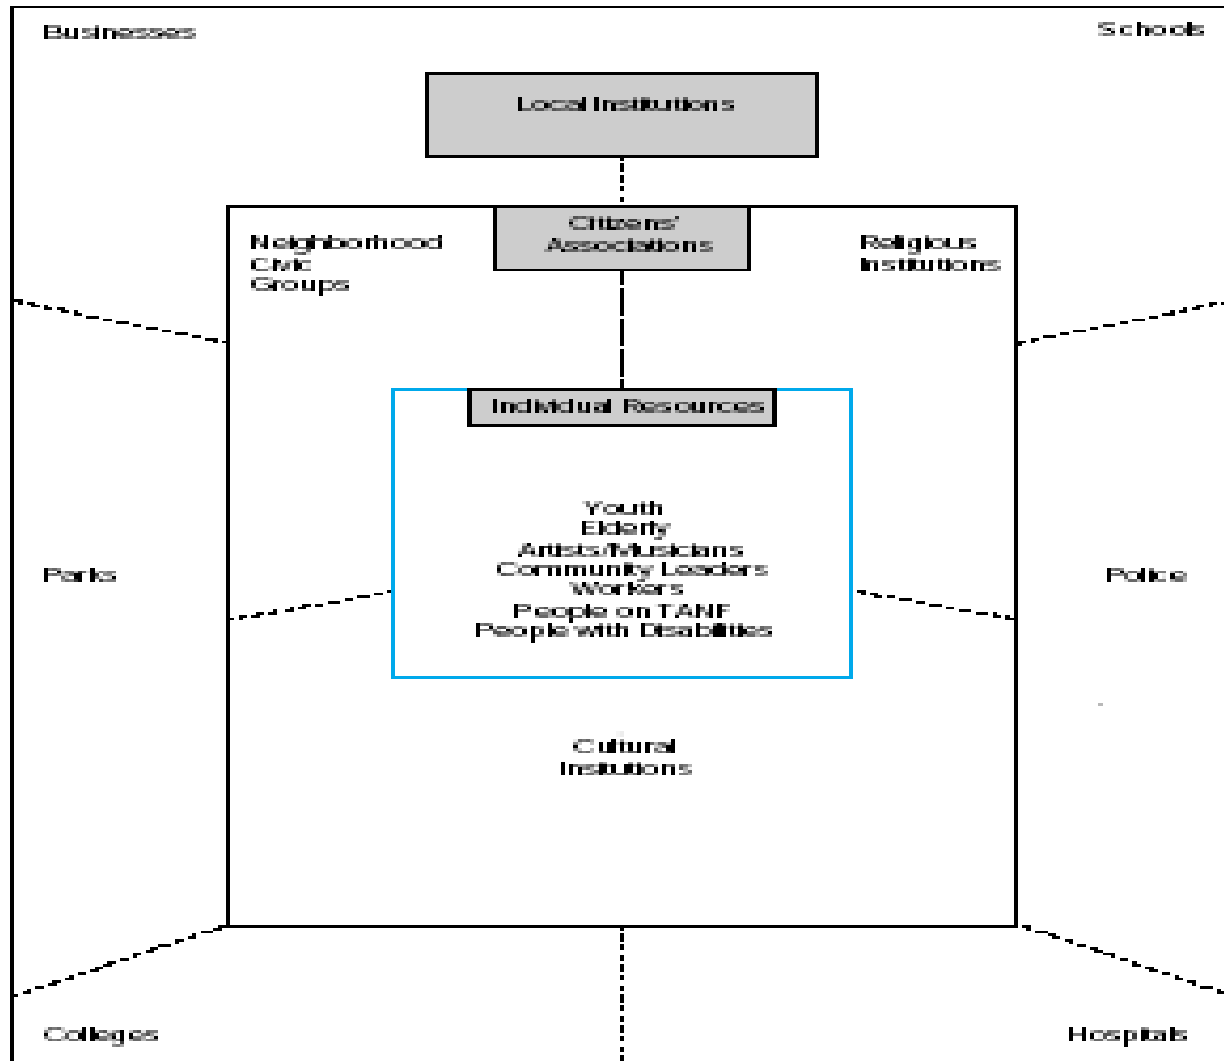 Businesses
Schools
Local Institutions
Citizens'
Associations
Neighborhood
Civic
Groups
Religious
Institutions
Individual Resources
Youth
Elderly
Artists/Musicians
Community Leaders
Workers
People on TANF
People with Disabilities
Parks
Police
Cultural
Insitutions
Colleges
Hospitals